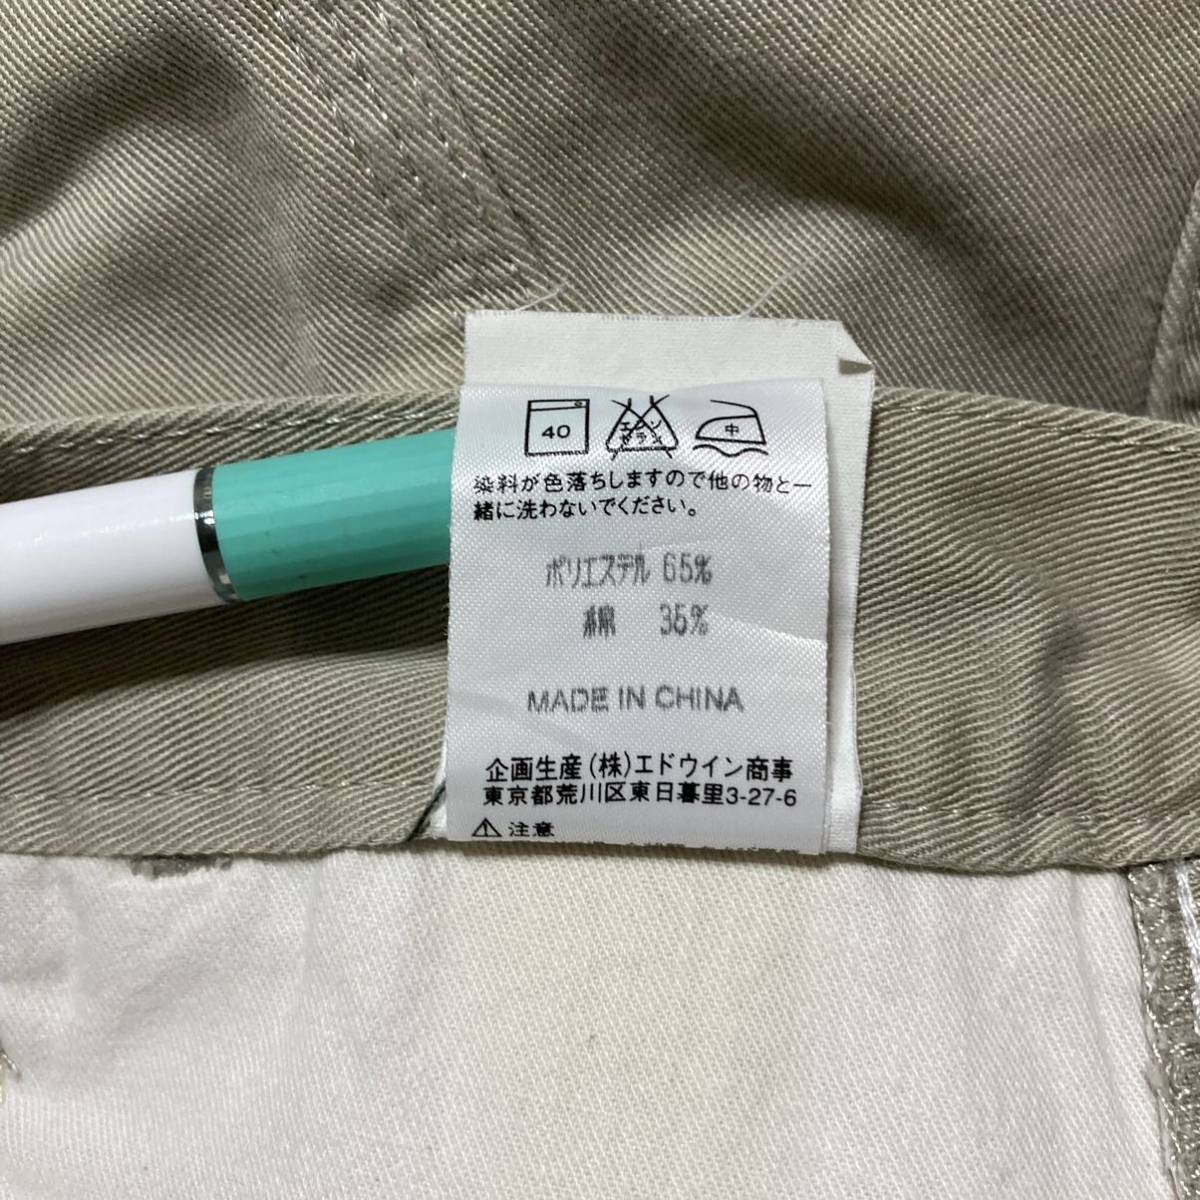 40
エンソ
サラシ
中
染料が色落ちしますので他の物と一
緒に洗わないでください。
ポリエステル 65%
綿 35%
MADE IN CHINA
企画生産(株)エドウイン商事
東京都荒川区東日暮里3-27-6
⚠ 注意